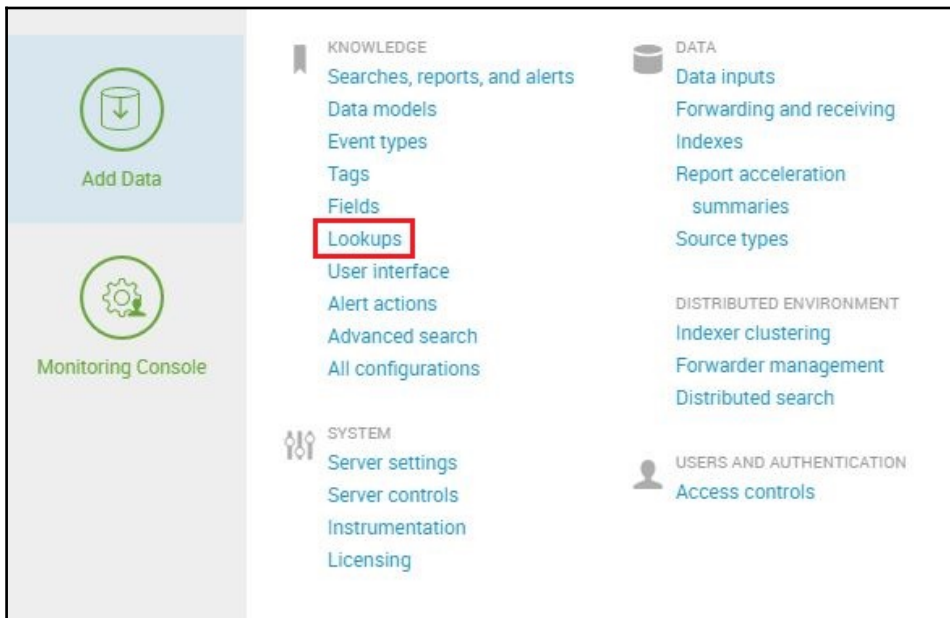 Add Data
Monitoring Console
KNOWLEDGE
Searches, reports, and alerts
Data models
Event types
Tags
Fields
Lookups
User interface
Alert actions
Advanced search
All configurations
SYSTEM
Server settings
Server controls
Instrumentation
Licensing
DATA
Data inputs
Forwarding and receiving
Indexes
Report acceleration
summaries
Source types
DISTRIBUTED ENVIRONMENT
Indexer clustering
Forwarder management
Distributed search
USERS AND AUTHENTICATION
Access controls